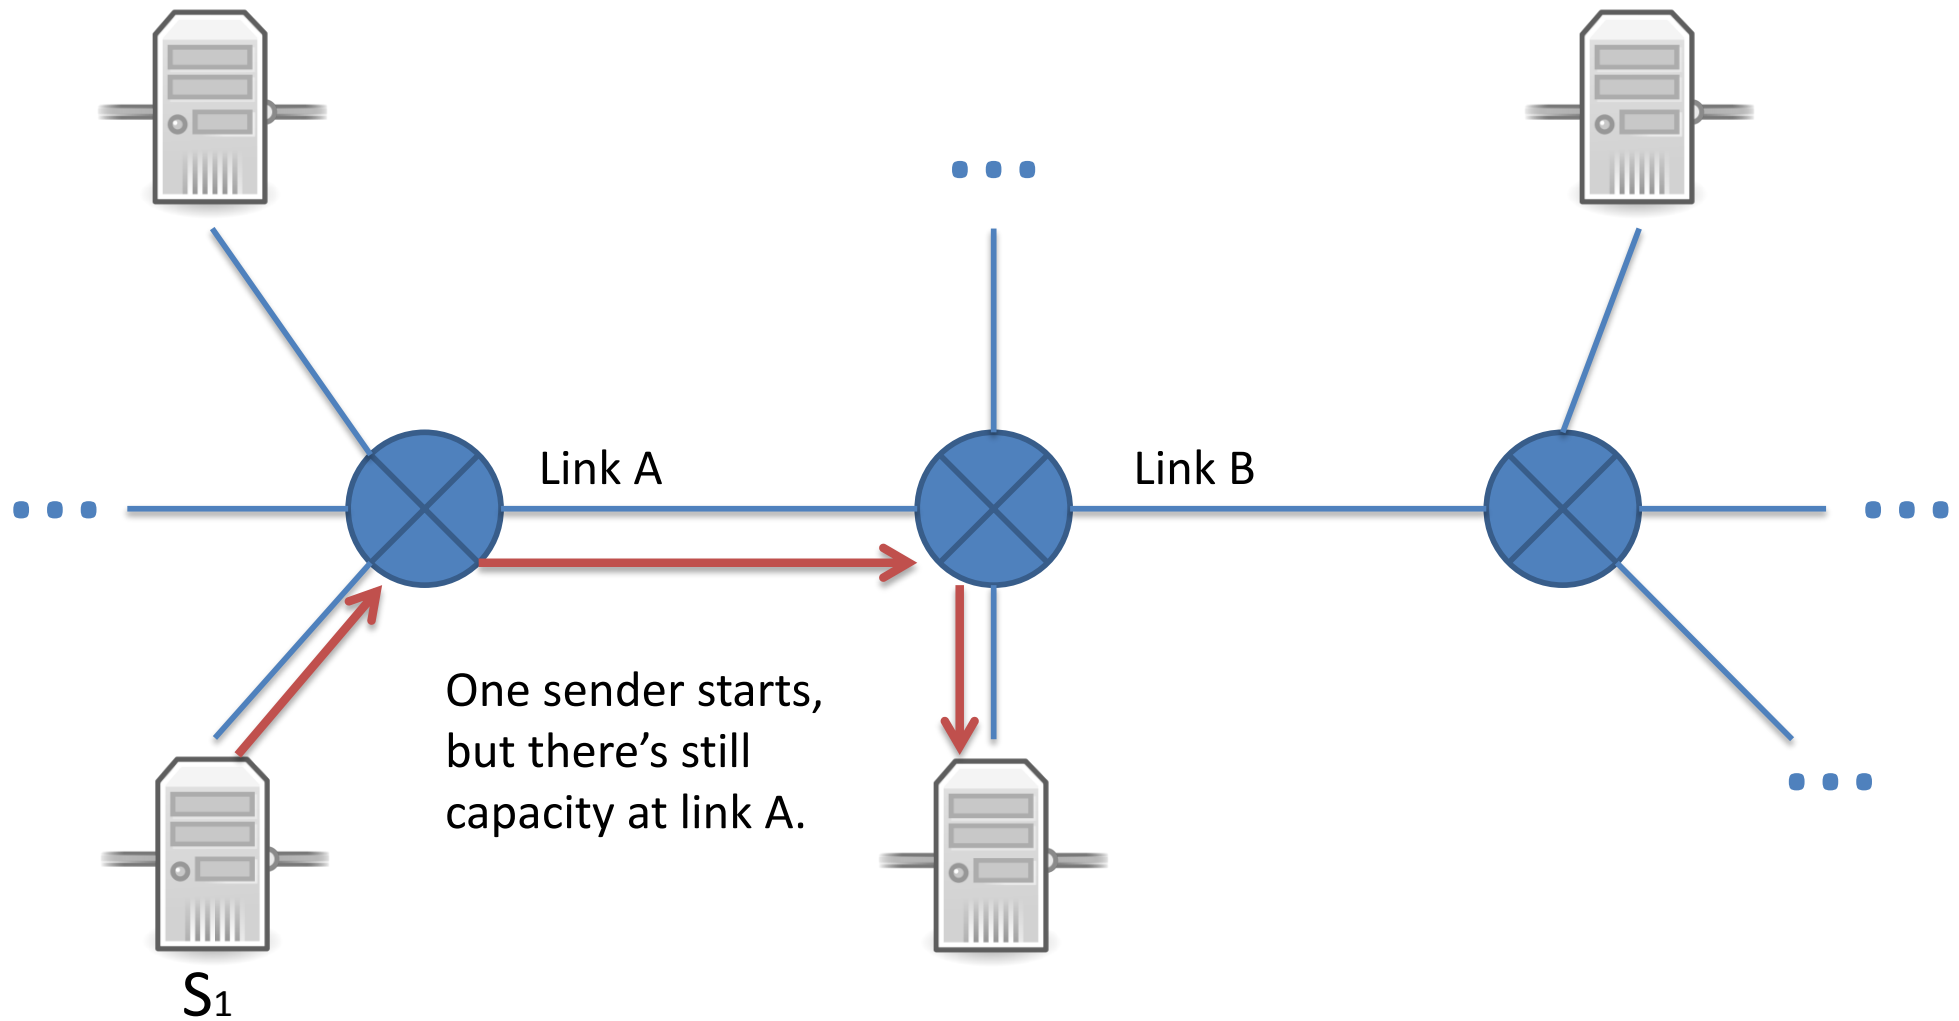 Link A
Link B
One sender starts,
but there’s still
capacity at link A.
S1